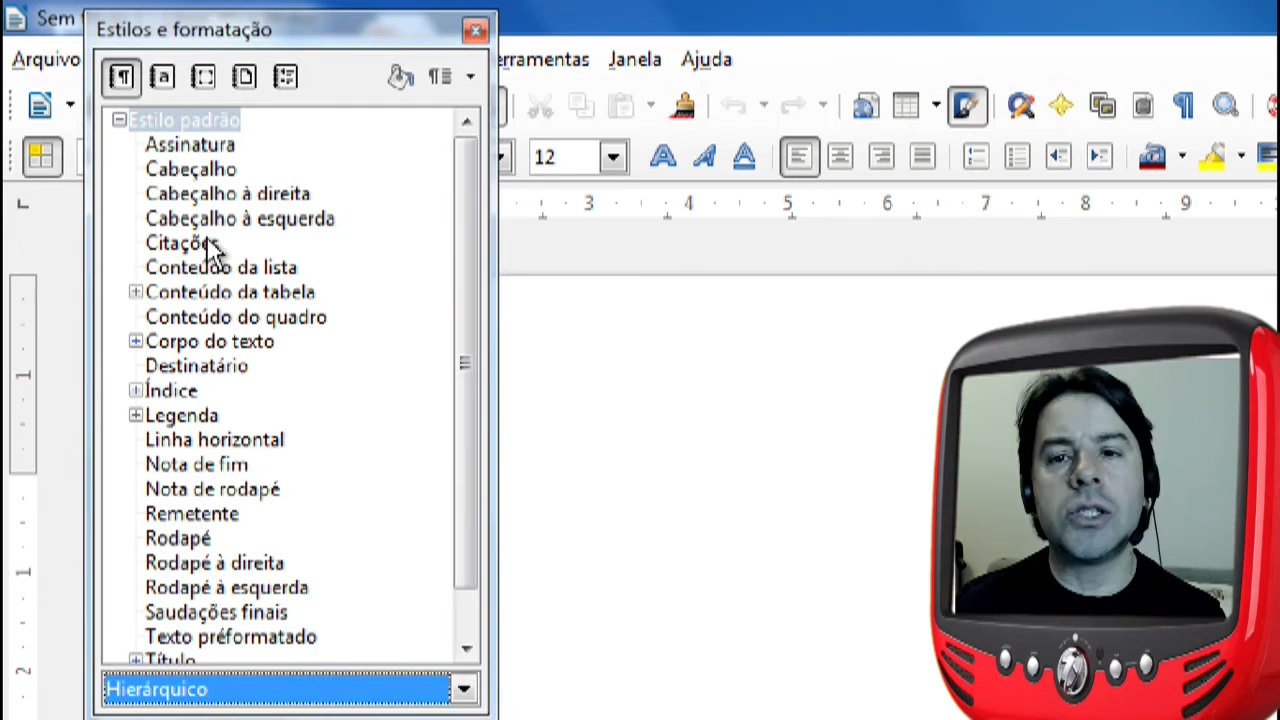 Sem
Estilos e formatação
Arquivo
erramentas Janela Ajuda
12
Estilo padrão
Assinatura
Cabeçalho
Cabeçalho à direita
Cabeçalho à esquerda
Citações
Conteúdo da lista
Conteúdo da tabela
Conteúdo do quadro
Corpo do texto
Destinatário
Índice
Legenda
Linha horizontal
Nota de fim
Nota de rodapé
Remetente
Rodapé
Rodapé à direita
Rodapé à esquerda
Saudações finais
Texto préformatado
Título
Hierárquico
3 4 5 6 7 8 9
1
1
2